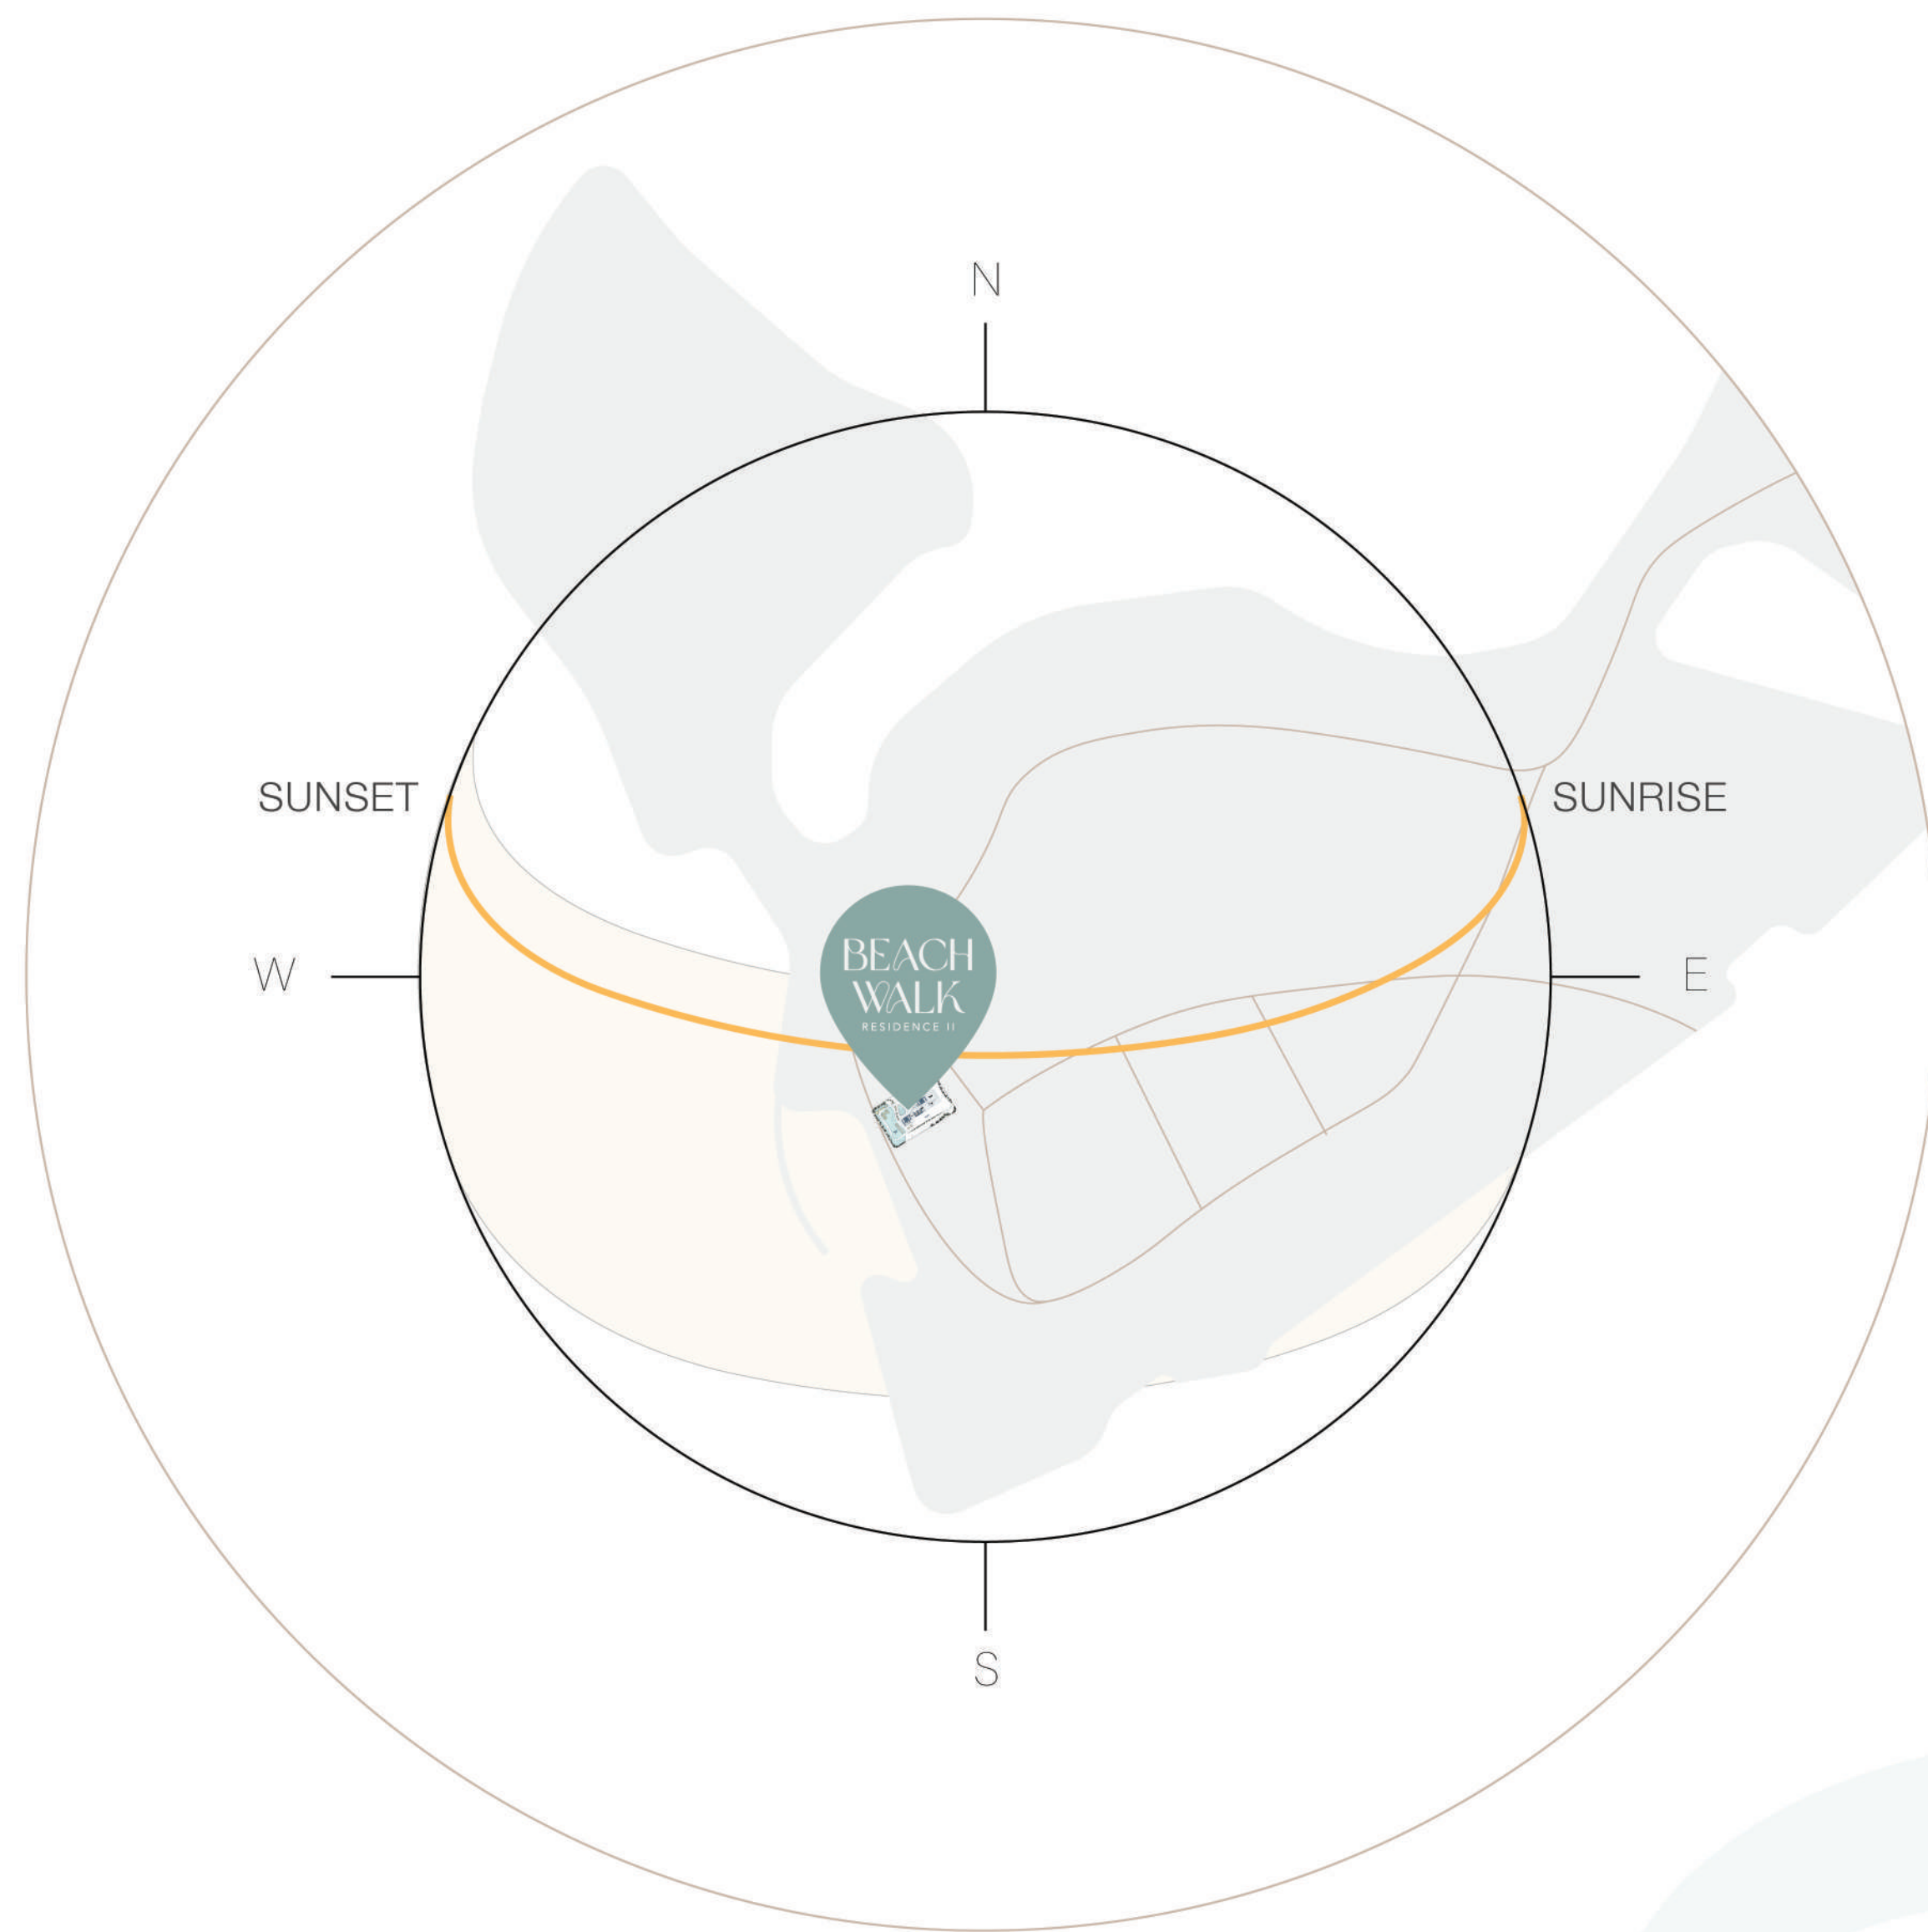 N
SUNSET
SUNRISE
W
BEACH
WALK
RESIDENCE II
E
S